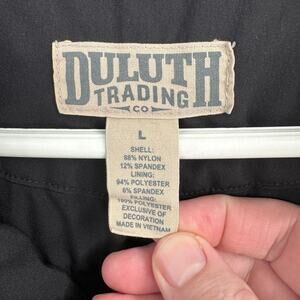 DULUTH
TRADING
CO
L
SHELL:
88% NYLON
12% SPANDEX
LINING:
94% POLYESTER
6% SPANDEX
FILLING:
100% POLYESTER
EXCLUSIVE OF
DECORATION
MADE IN VIETNAM